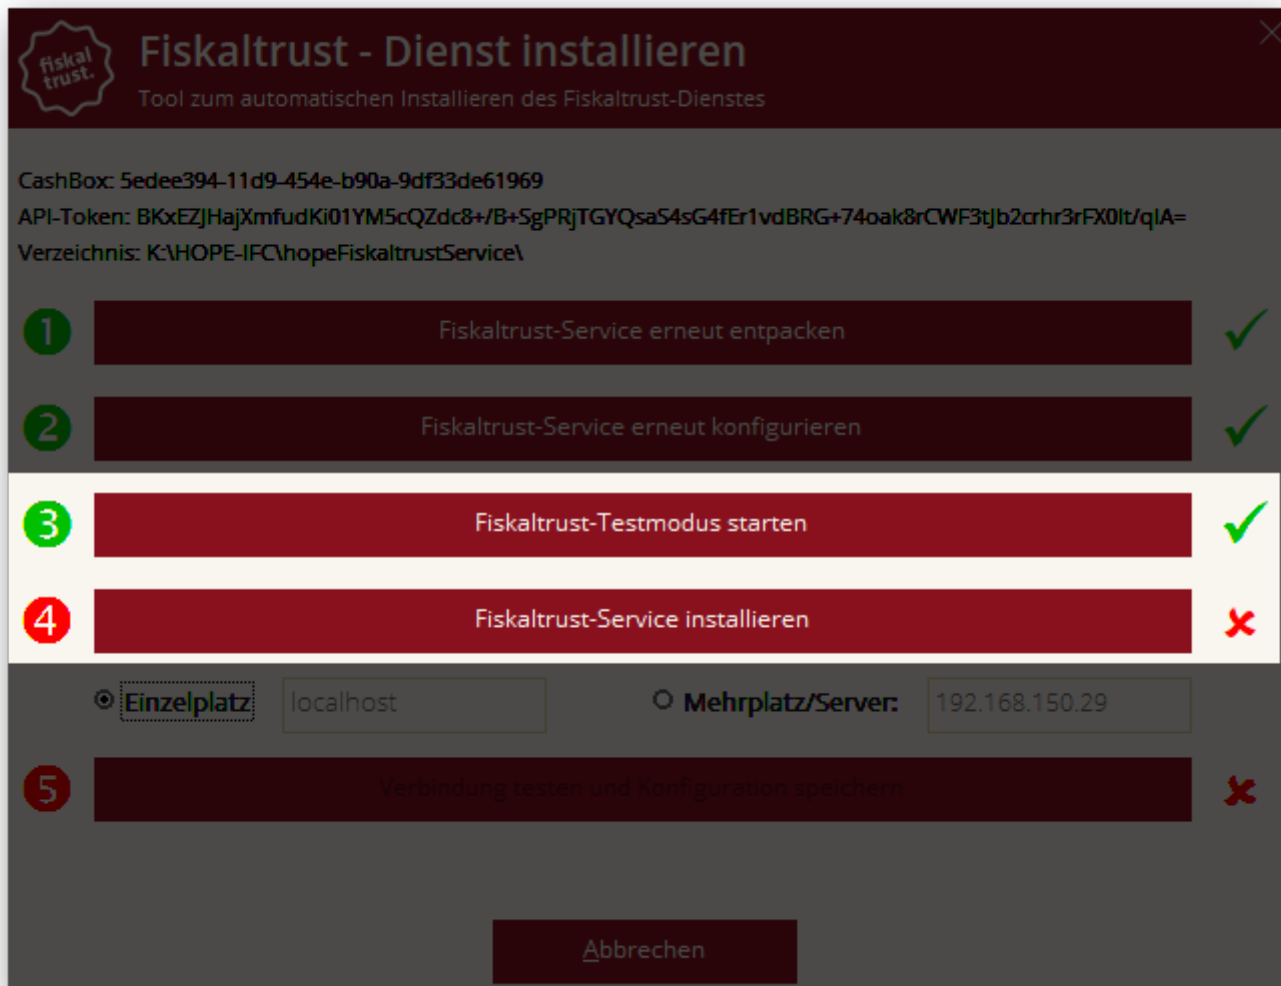 fiskal
trust.
Fiskaltrust - Dienst installieren
Tool zum automatischen Installieren des Fiskaltrust-Dienstes
CashBox: 5edee394-11d9-454e-b90a-9df33de61969
API-Token: BKxEZJHajXmfudKi01YM5cQZdc8+/B+SgPRjTGYQsaS4sG4fEr1vdBRG+74oak8rCWF3tJb2crhr3rFX0lt/qIA=
Verzeichnis: K:\HOPE-IFC\hopeFiskaltrustService\
1 Fiskaltrust-Service erneut entpacken
2 Fiskaltrust-Service erneut konfigurieren
3 Fiskaltrust-Testmodus starten
4 Fiskaltrust-Service installieren
Einzelplatz localhost Mehrplatz/Server: 192.168.150.29
5 Verbindung testen und Konfiguration speichern
Abbrechen